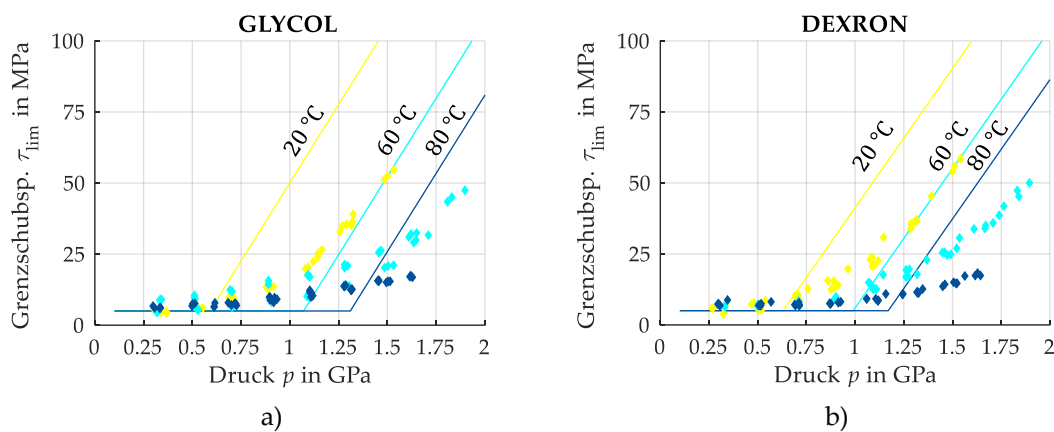 GLYCOL
Grenzschubsp. τlim in MPa
100
75
50
25
0
20 °C
60 °C
80 °C
0 0.25 0.5 0.75 1 1.25 1.5 1.75 2
Druck p in GPa
a)
DEXRON
Grenzschubsp. τlim in MPa
100
75
50
25
0
20 °C
60 °C
80 °C
0 0.25 0.5 0.75 1 1.25 1.5 1.75 2
Druck p in GPa
b)